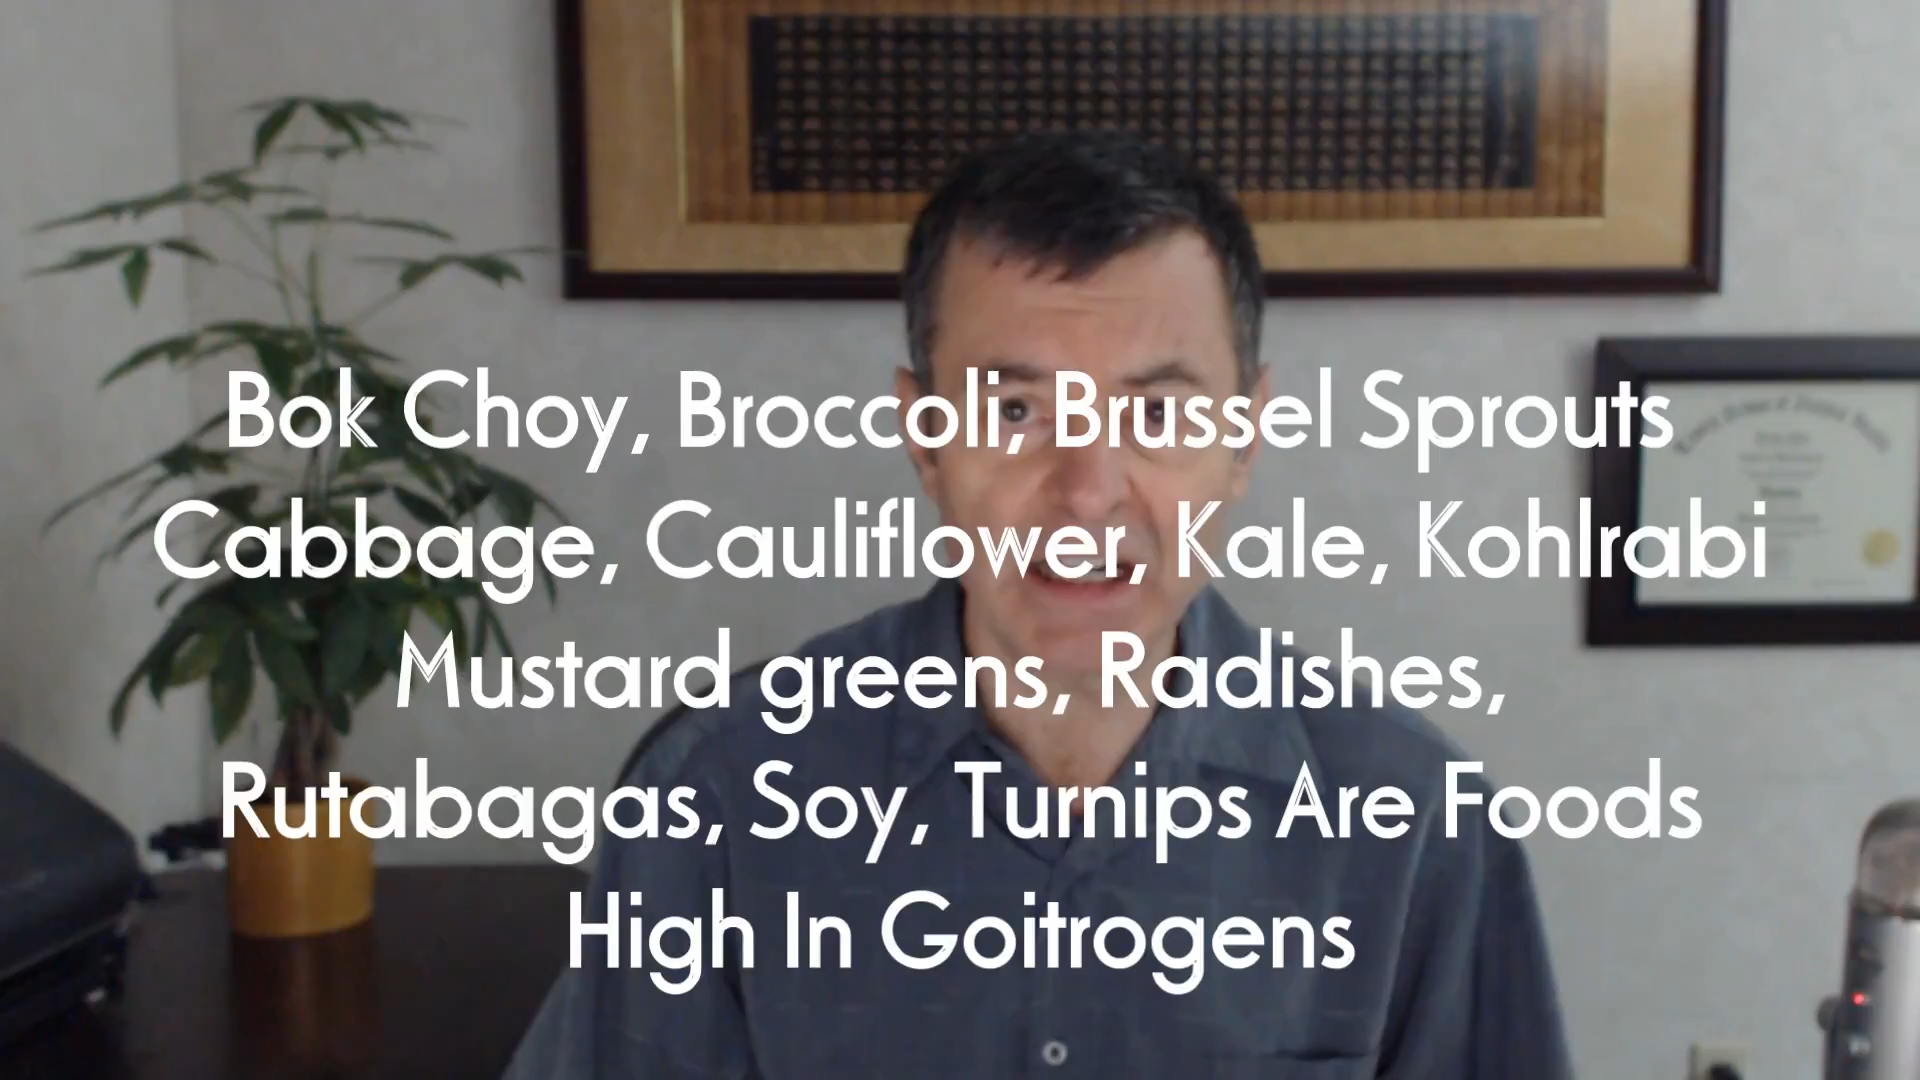 Bok Choy, Broccoli, Brussel Sprouts
Cabbage, Cauliflower, Kale, Kohlrabi
Mustard greens, Radishes,
Rutabagas, Soy, Turnips Are Foods
High In Goitrogens